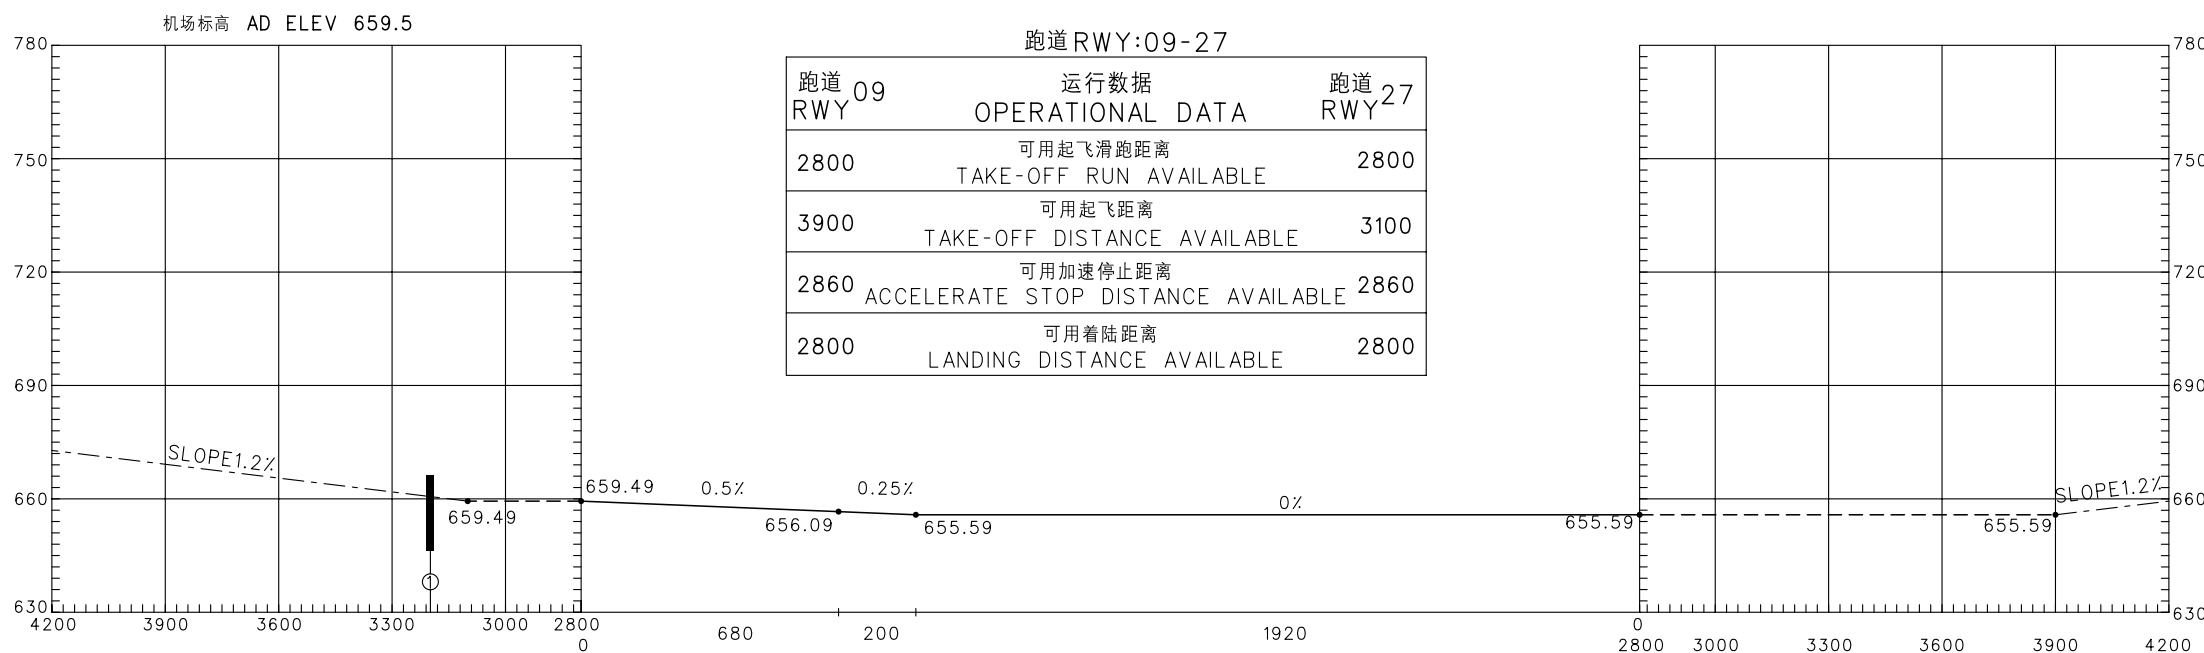 机场标高 AD ELEV 659.5
780
750
720
690
660
630
SLOPE1.2%
659.49
1
4200 3900 3600 3300 3000 2800
0
跑道RWY:09-27
跑道 RWY 09
运行数据
OPERATIONAL DATA
跑道 RWY 27
2800
可用起飞滑跑距离
TAKE-OFF RUN AVAILABLE
2800
3900
可用起飞距离
TAKE-OFF DISTANCE AVAILABLE
3100
2860
可用加速停止距离
ACCELERATE STOP DISTANCE AVAILABLE
2860
2800
可用着陆距离
LANDING DISTANCE AVAILABLE
2800
659.49 0.5% 0.25%
656.09 655.59
0%
655.59
680 200 1920
780
750
720
690
660
630
SLOPE1.2%
655.59
0
2800 3000 3300 3600 3900 4200